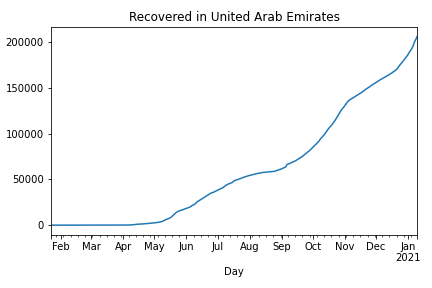 Recovered in United Arab Emirates
200000
150000
100000
50000
0
Feb Mar Apr May Jun Jul Aug Sep Oct Nov Dec Jan
2021
Day